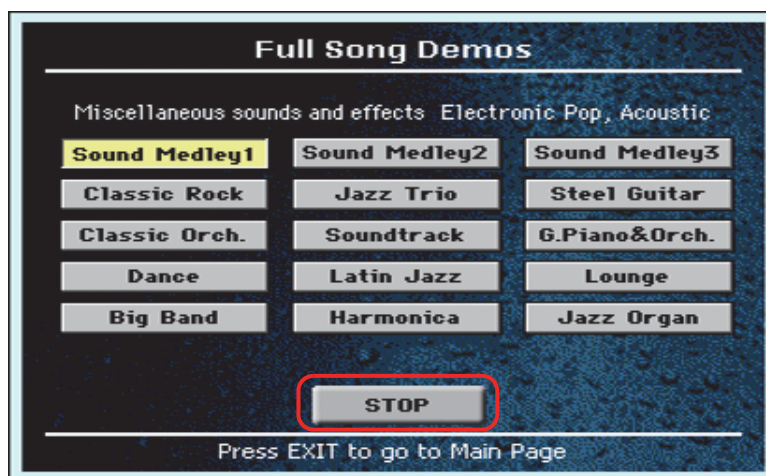 Full Song Demos
Miscellaneous sounds and effects Electronic Pop, Acoustic
Sound Medley1 Sound Medley2 Sound Medley3
Classic Rock Jazz Trio Steel Guitar
Classic Orch. Soundtrack G.Piano&Orch.
Dance Latin Jazz Lounge
Big Band Harmonica Jazz Organ
STOP
Press EXIT to go to Main Page